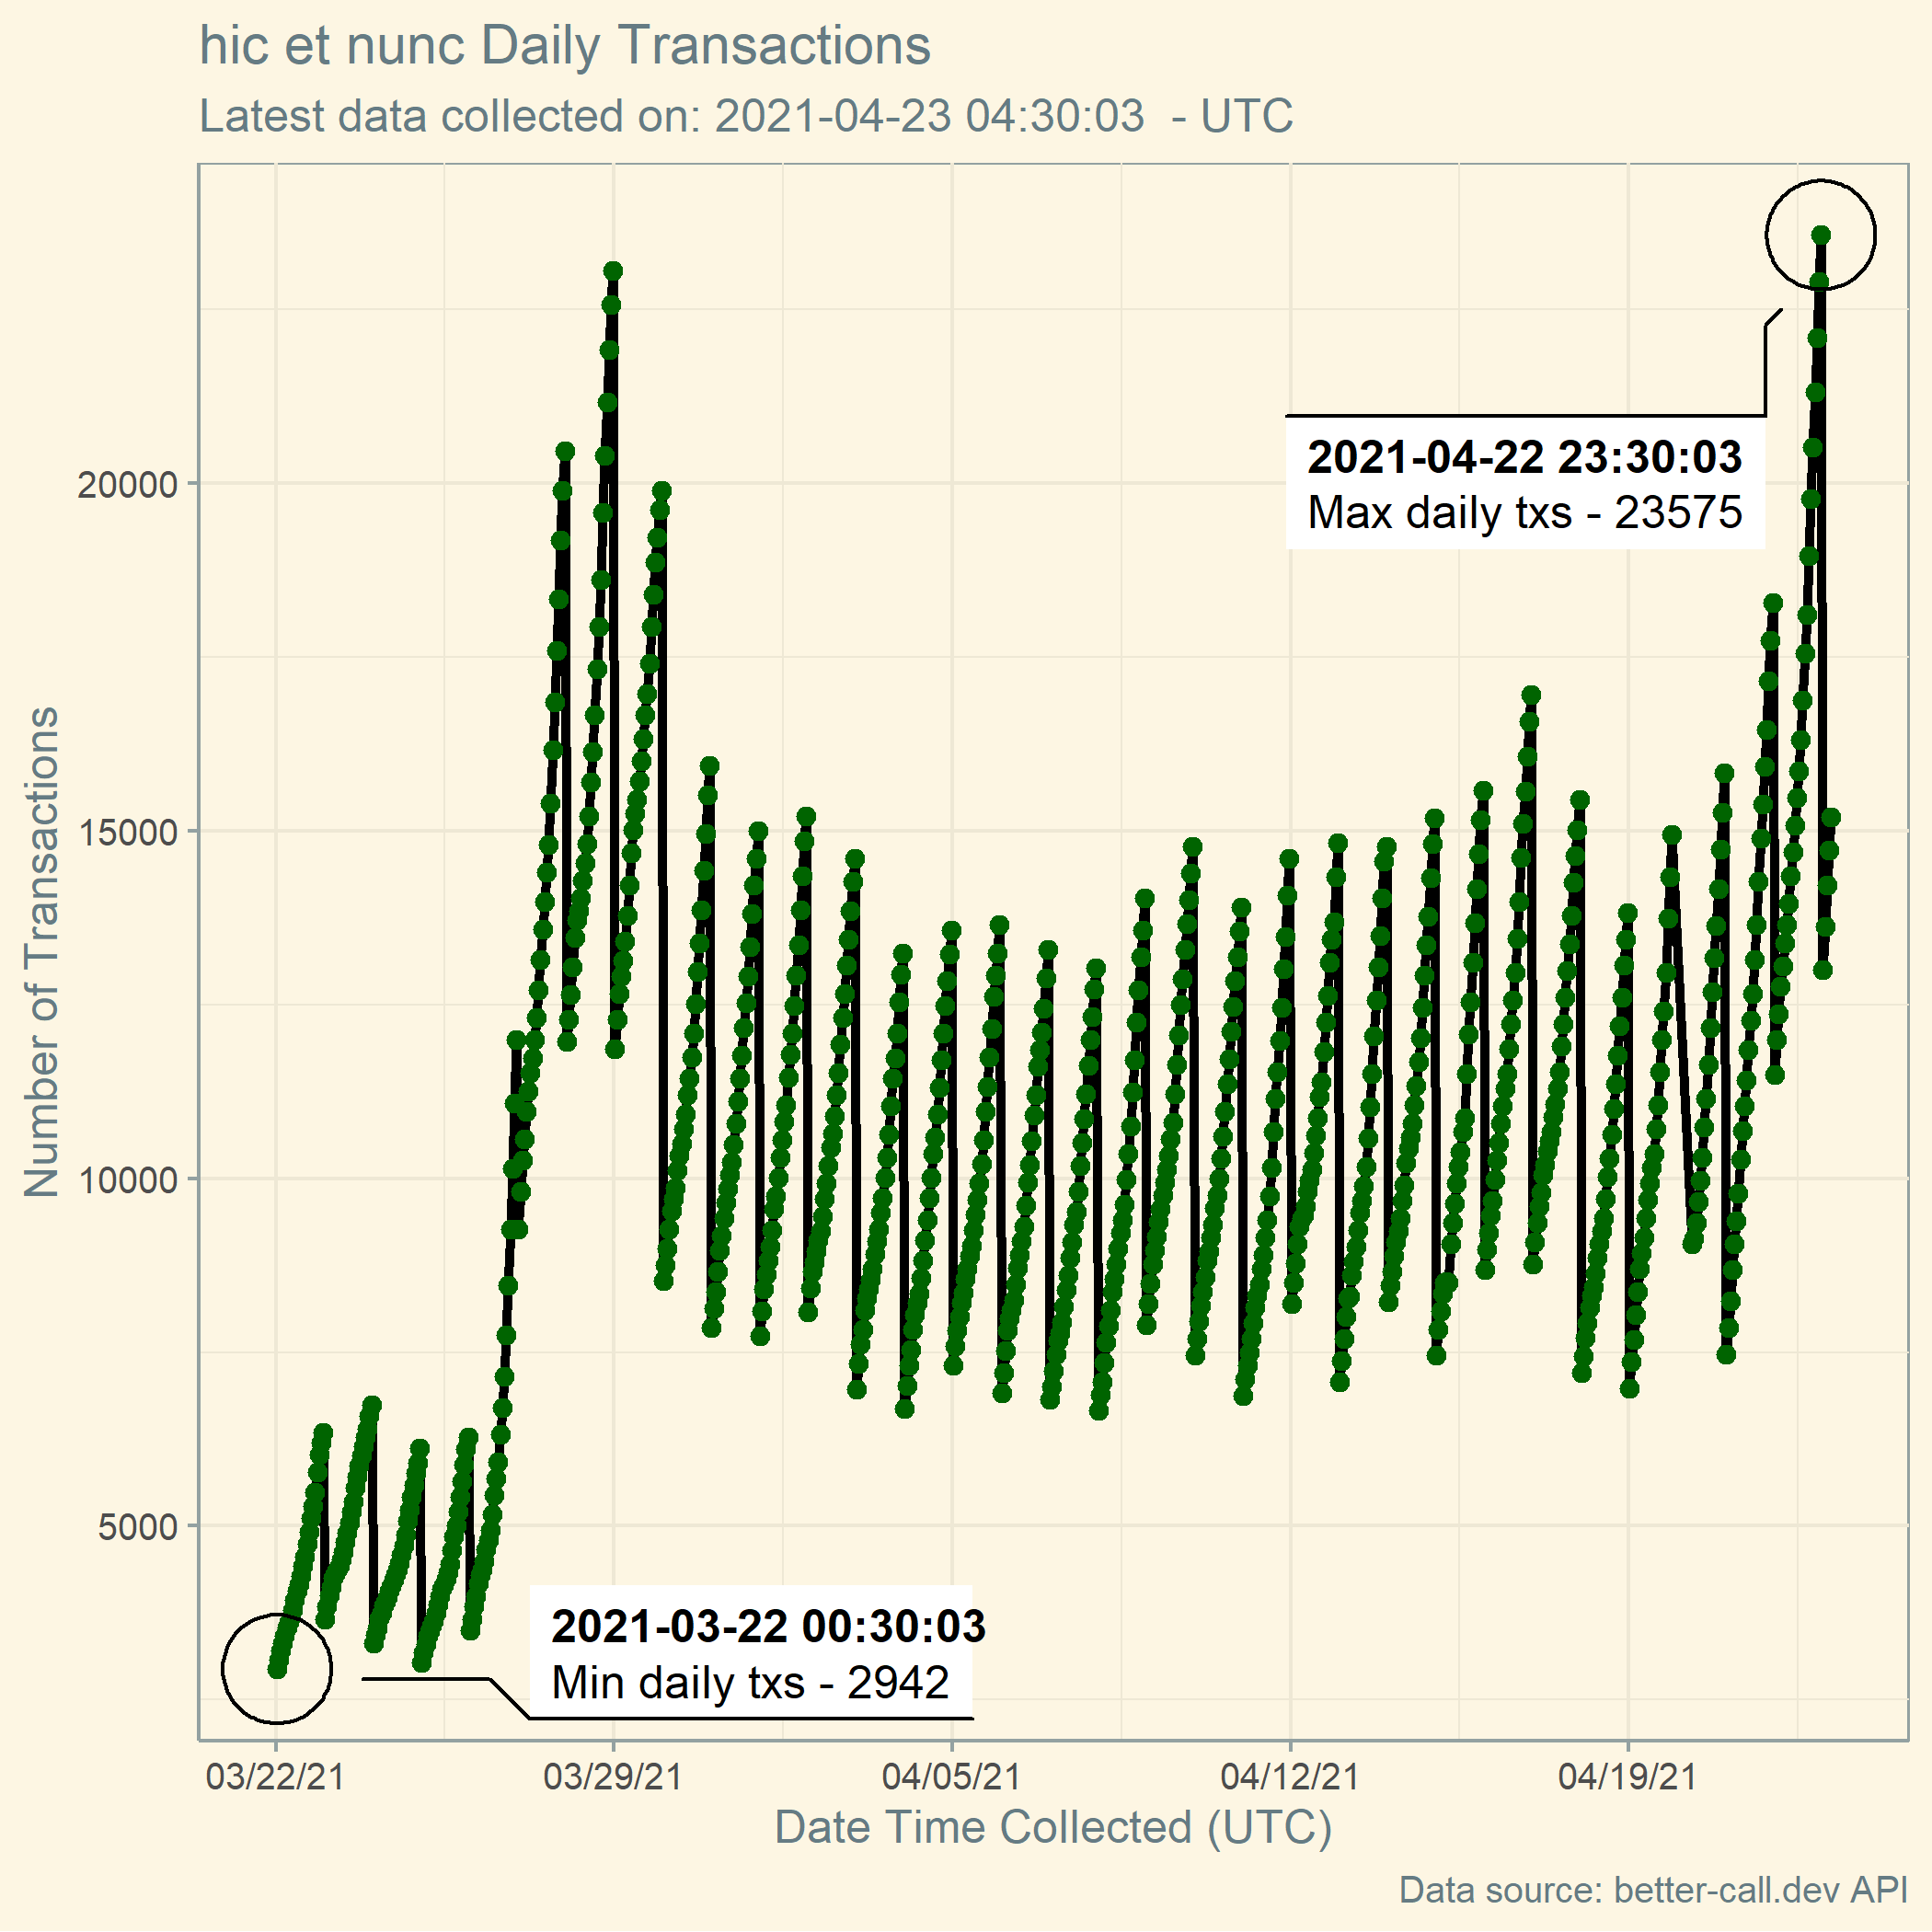 hic et nunc Daily Transactions
Latest data collected on: 2021-04-23 04:30:03  - UTC
Number of Transactions
20000
15000
10000
5000
2021-04-22 23:30:03
Max daily txs - 23575
2021-03-22 00:30:03
Min daily txs - 2942
03/22/21 03/29/21 04/05/21 04/12/21 04/19/21
Date Time Collected (UTC)
Data source: better-call.dev API